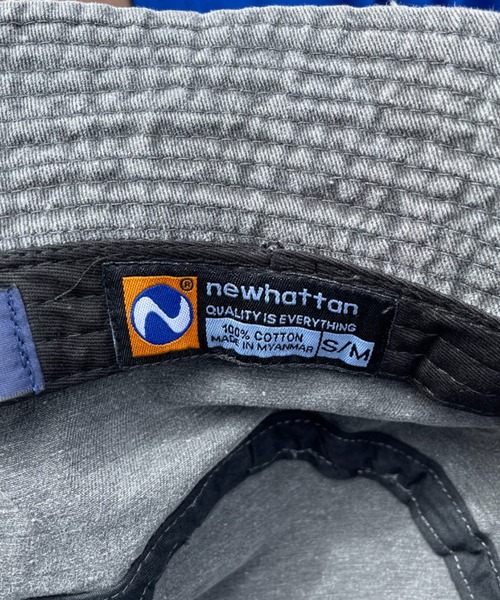 ®
newhattan
QUALITY IS EVERYTHING
100% COTTON
MADE IN MYANMAR
S/M